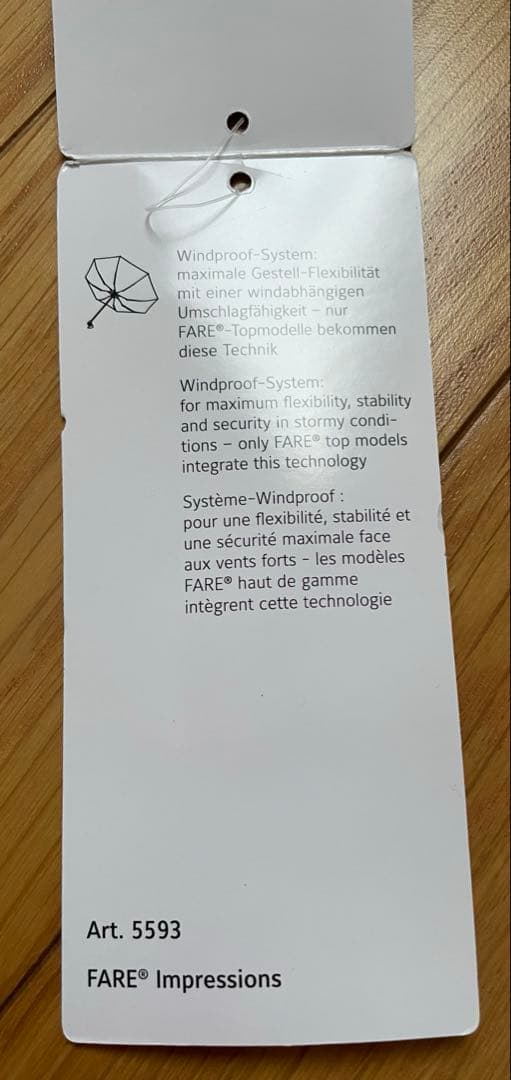 Windproof-System:
maximale Gestell-Flexibilität
mit einer windabhängigen
Umschlagfähigkeit – nur
FARE®-Topmodelle bekommen
diese Technik
Windproof-System:
for maximum flexibility, stability
and security in stormy condi-
tions – only FARE® top models
integrate this technology
Système-Windproof :
pour une flexibilité, stabilité et
une sécurité maximale face
aux vents forts - les modèles
FARE® haut de gamme
intègrent cette technologie
Art. 5593
FARE® Impressions